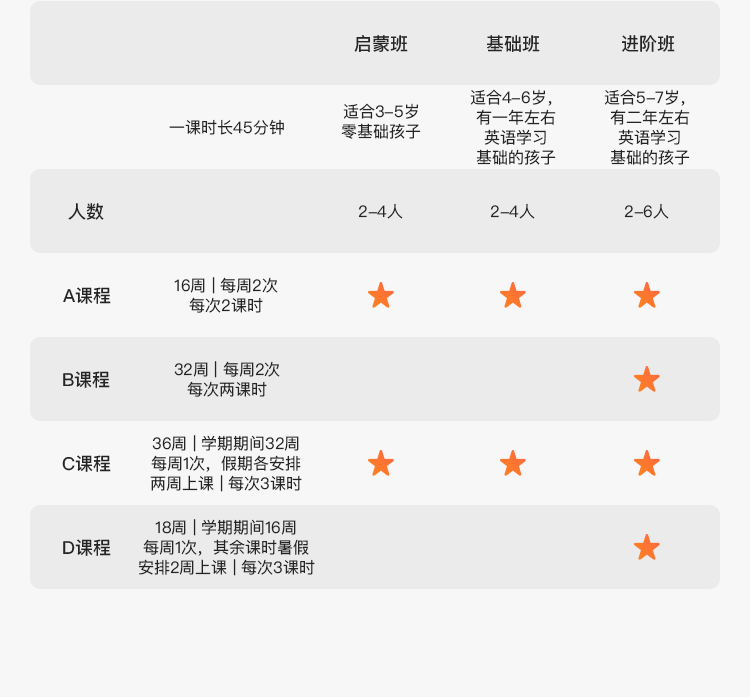 启蒙班
基础班
进阶班
一课时长45分钟
适合3–5岁
零基础孩子
适合4–6岁，
有一年左右
英语学习
基础的孩子
适合5–7岁，
有二年左右
英语学习
基础的孩子
人数
2–4人
2–4人
2–6人
A课程
16周 | 每周2次
每次2课时
B课程
32周 | 每周2次
每次两课时
C课程
36周 | 学期期间32周
每周1次，假期各安排
两周上课 | 每次3课时
D课程
18周 | 学期期间16周
每周1次，其余课时暑假
安排2周上课 | 每次3课时